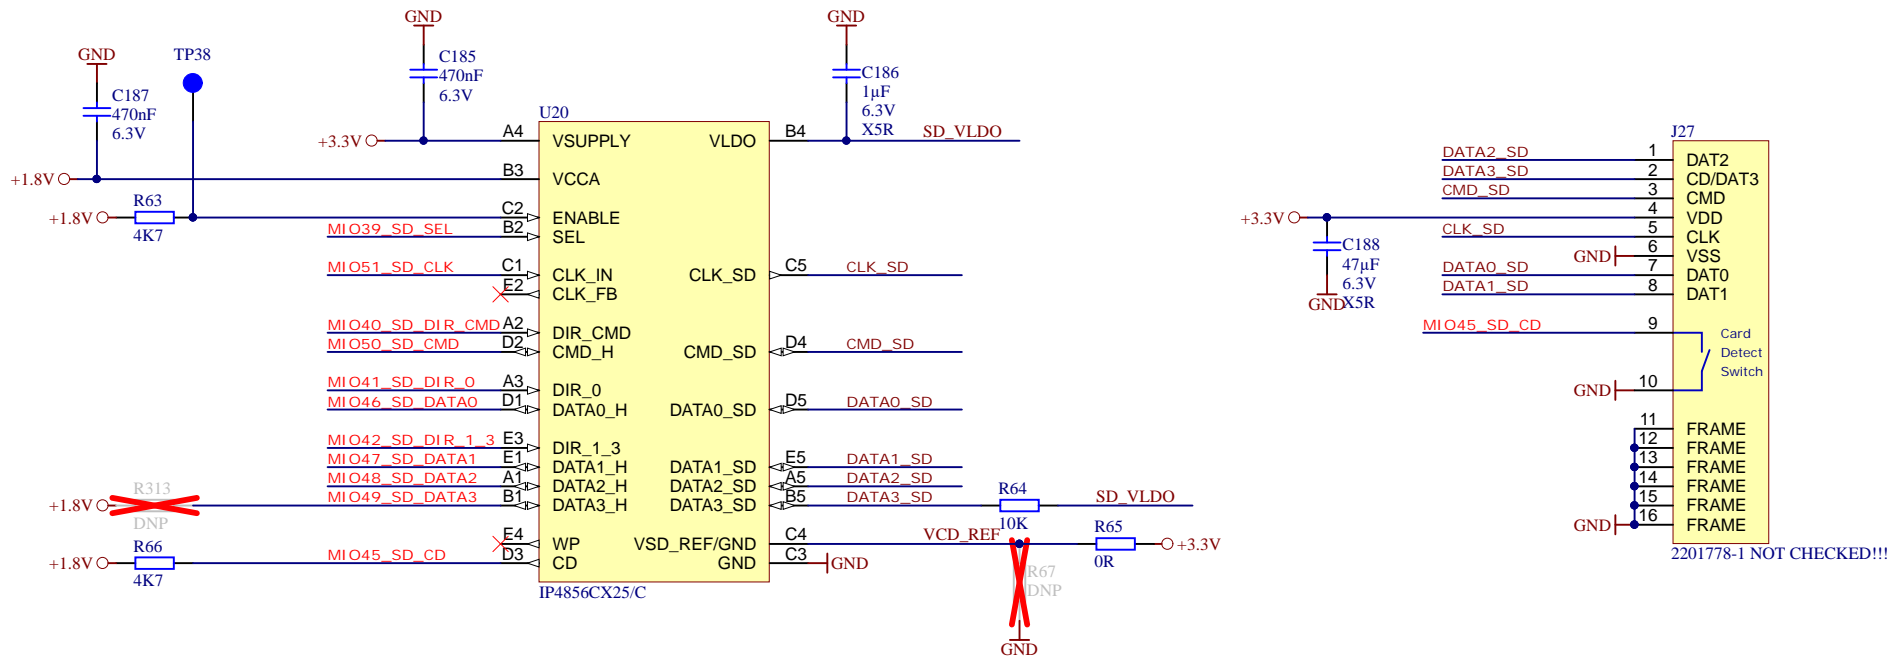 GND
TP38
C187
470nF
6.3V
+1.8V
+1.8V
R63
4K7
GND
C185
470nF
6.3V
+3.3V
GND
C186
1µF
6.3V
X5R
SD_VLDO
U20
A4 VSUPPLY VLDO B4
B3 VCCA
C2 ENABLE
MIO39_SD_SEL B2 SEL
MIO51_SD_CLK C1 CLK_IN CLK_SD C5 CLK_SD
E2 CLK_FB
MIO40_SD_DIR_CMD A2 DIR_CMD
MIO50_SD_CMD D2 CMD_H CMD_SD D4 CMD_SD
MIO41_SD_DIR_0 A3 DIR_0
MIO46_SD_DATA0 D1 DATA0_H DATA0_SD D5 DATA0_SD
MIO42_SD_DIR_1_3 E3 DIR_1_3
MIO47_SD_DATA1 E1 DATA1_H DATA1_SD E5 DATA1_SD
MIO48_SD_DATA2 A1 DATA2_H DATA2_SD A5 DATA2_SD
MIO49_SD_DATA3 B1 DATA3_H DATA3_SD B5 DATA3_SD
E4 WP VSD_REF/GND C4 VCD_REF
MIO45_SD_CD D3 CD GND C3 GND
IP4856CX25/C
R313
+1.8V
DNP
R66
+1.8V
4K7
R64
10K
SD_VLDO
R65
0R
+3.3V
R67
DNP
GND
J27
DATA2_SD 1 DAT2
DATA3_SD 2 CD/DAT3
CMD_SD 3 CMD
+3.3V 4 VDD
CLK_SD 5 CLK
GND 6 VSS
DATA0_SD 7 DAT0
DATA1_SD 8 DAT1
C188
47µF
6.3V
X5R
GND
MIO45_SD_CD 9
Card
Detect
Switch
GND 10
11 FRAME
12 FRAME
13 FRAME
14 FRAME
15 FRAME
GND 16 FRAME
2201778-1 NOT CHECKED!!!